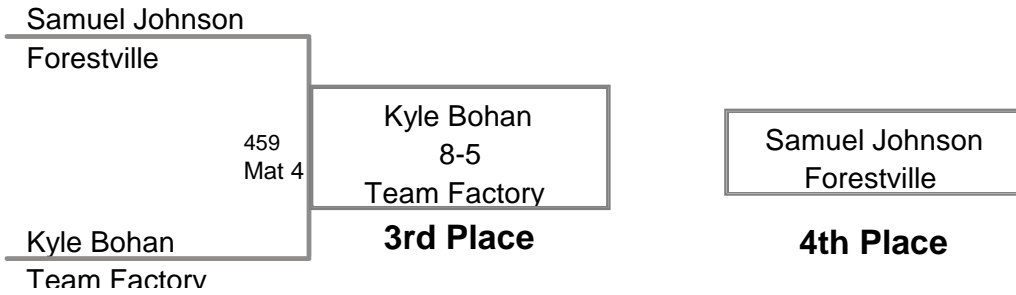 Samuel Johnson
Forestville
459
Mat 4
Kyle Bohan
Team Factory
Kyle Bohan
8-5
Team Factory
3rd Place
Samuel Johnson
Forestville
4th Place